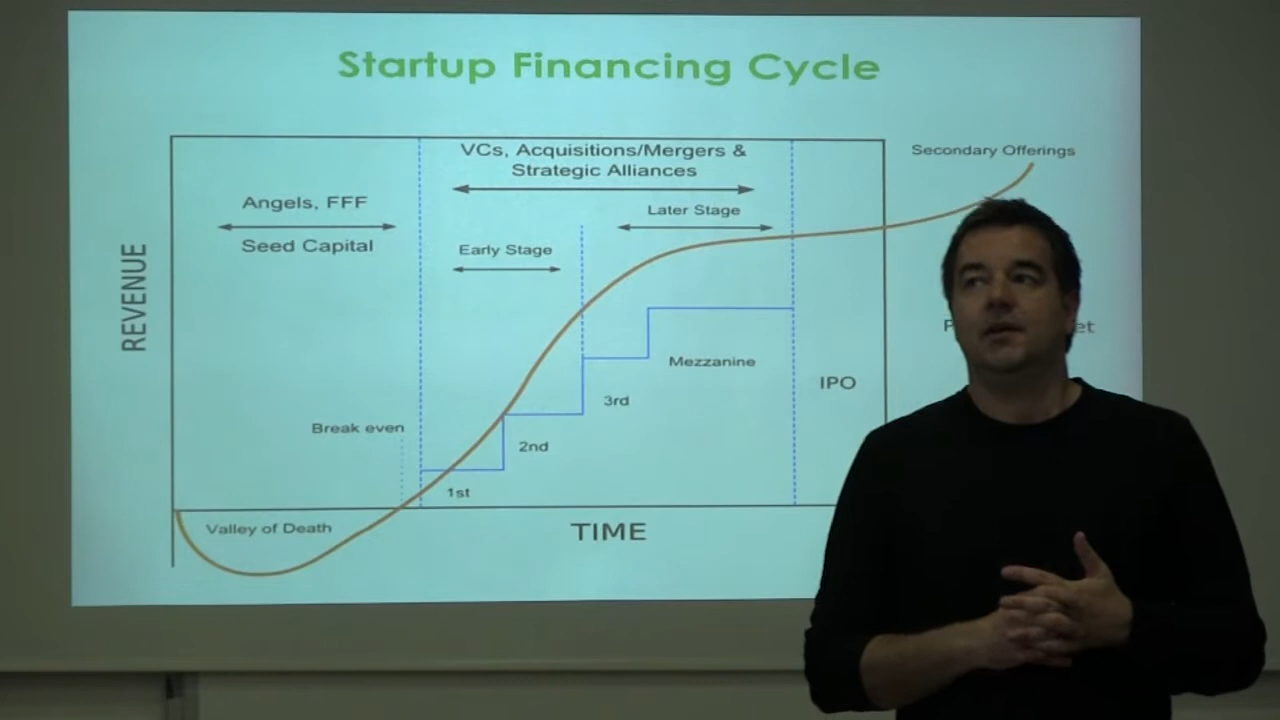 Startup Financing Cycle
VCs, Acquisitions/Mergers &
Strategic Alliances
Secondary Offerings
Angels, FFF
Seed Capital
Later Stage
Early Stage
REVENUE
Mezzanine
IPO
3rd
Break even
2nd
1st
Valley of Death
TIME